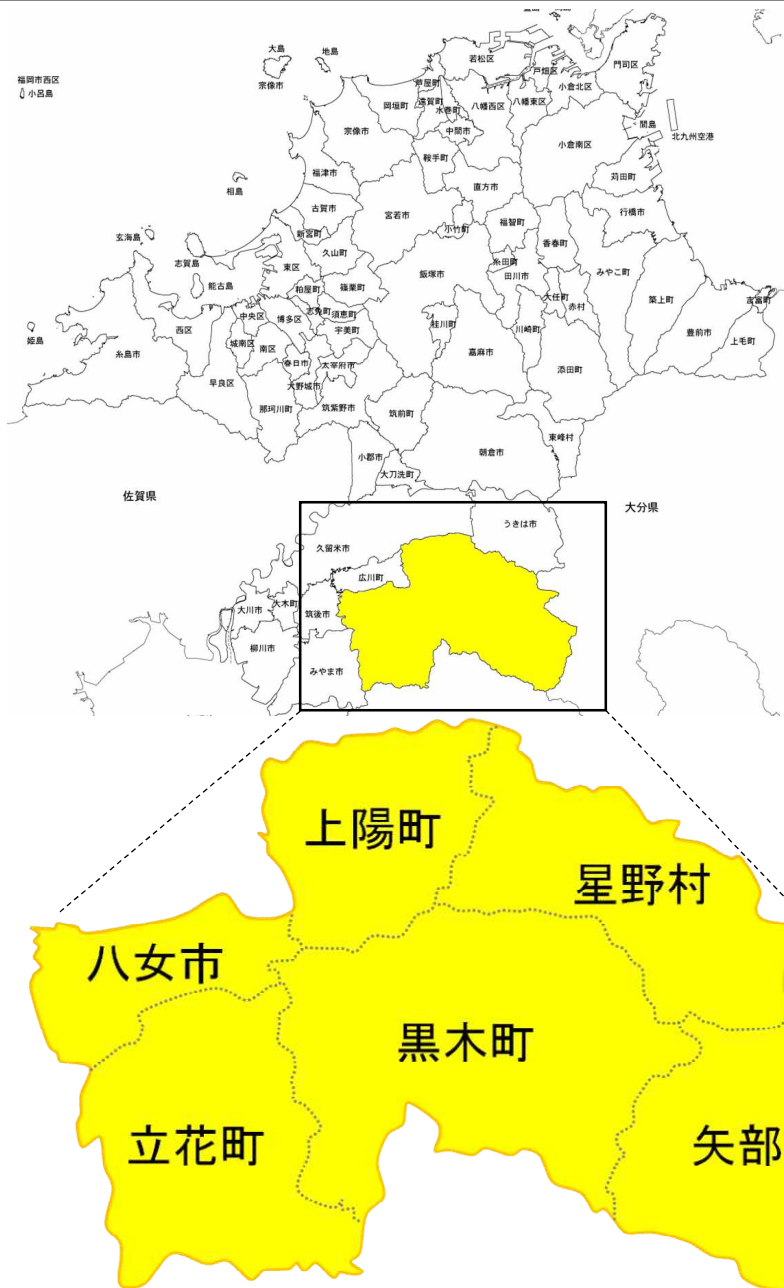 大島
地島
宗像市
福岡市西区
小呂島
若松区
戸畑区
門司区
小倉北区
芦屋町
遠賀町
水巻町
岡垣町
八幡西区
八幡東区
宗像市
中間市
小倉南区
間島
北九州空港
鞍手町
苅田町
福津市
直方市
相島
古賀市
宮若市
小竹町
福智町
行橋市
新宮町
香春町
玄海島
志賀島
久山町
糸田町
東区
飯塚市
田川市
みやこ町
能古島
粕屋町
篠栗町
大任町
赤村
築上町
吉富町
中央区
博多区
志免町
須恵町
姫島
西区
宇美町
桂川町
川崎町
豊前市
上毛町
糸島市
城南区
南区
春日市
太宰府市
嘉麻市
添田町
早良区
大野城市
那珂川町
筑紫野市
筑前町
東峰村
小郡市
朝倉市
大刀洗町
佐賀県
大分県
うきは市
久留米市
広川町
大川市
大木町
筑後市
柳川市
みやま市
上陽町
星野村
八女市
黒木町
立花町
矢部